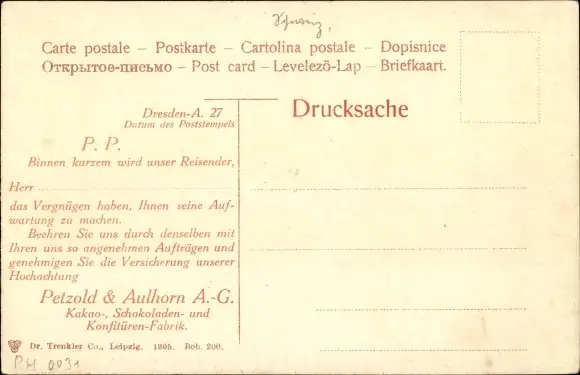 Schweiz,
Carte postale – Postkarte – Cartolina postale – Dopisnice
Открытое-письмо – Post card – Levelező-Lap – Briefkaart.
Drucksache
Dresden-A. 27
Datum des Poststempels
P. P.
Binnen kurzem wird unser Reisender,
Herr
das Vergnügen haben, Ihnen seine Auf-
wartung zu machen.
Beehren Sie uns durch denselben mit
Ihren uns so angenehmen Aufträgen und
genehmigen Sie die Versicherung unserer
Hochachtung
Petzold & Aulhorn A.-G.
Kakao-, Schokoladen- und
Konfitüren-Fabrik.
Dr. Trenkler Co., Leipzig. 1905. Rob. 200.
PH 0031